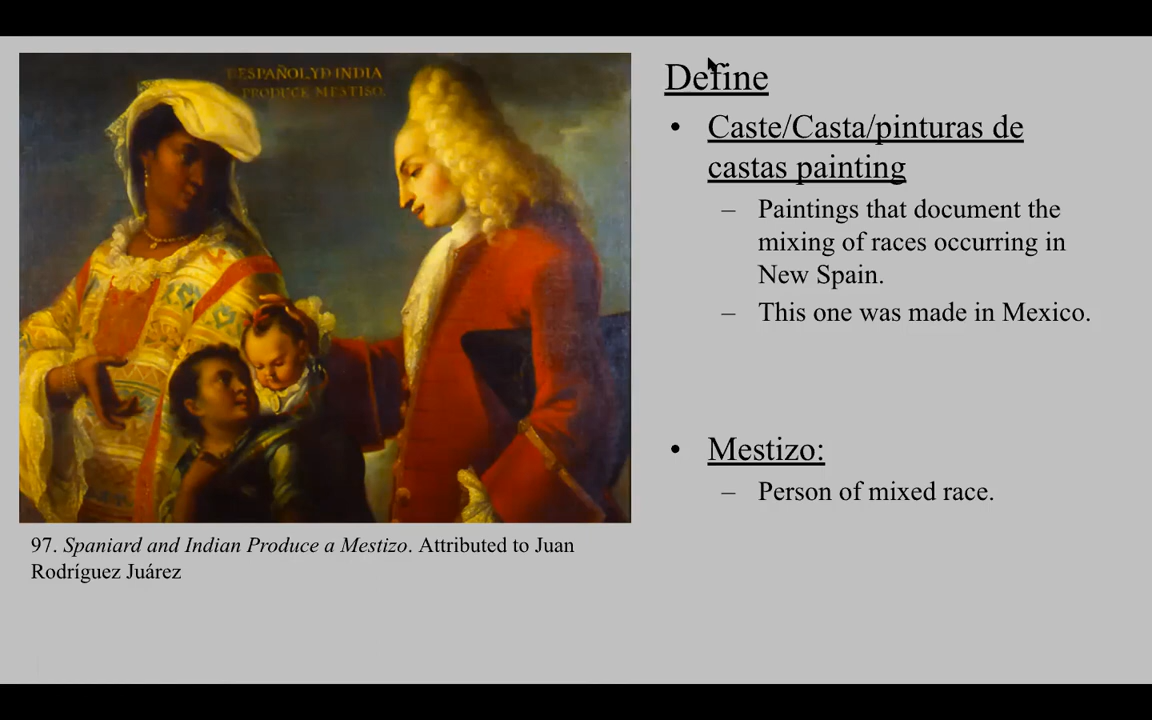 DE ESPAÑOL, Y D INDIA
PRODUCE MESTISO.
97. Spaniard and Indian Produce a Mestizo. Attributed to Juan
Rodríguez Juárez
Define
• Caste/Casta/pinturas de
castas painting
– Paintings that document the
mixing of races occurring in
New Spain.
– This one was made in Mexico.
• Mestizo:
– Person of mixed race.